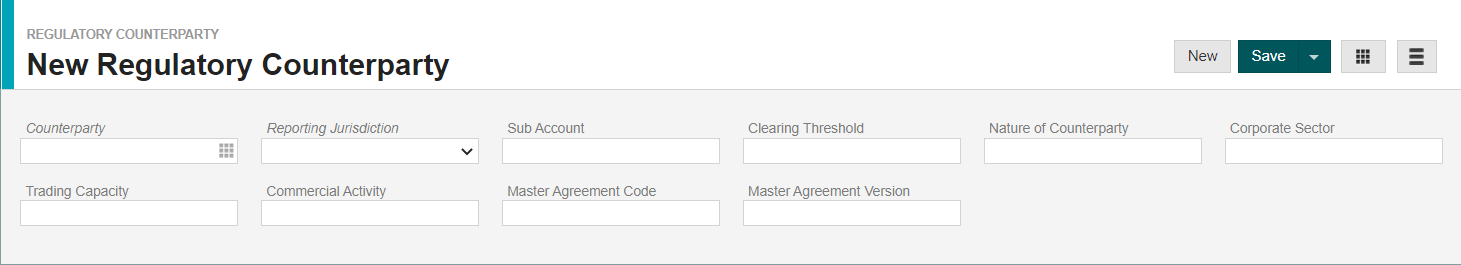 REGULATORY COUNTERPARTY
New Regulatory Counterparty
New Save
Counterparty Reporting Jurisdiction Sub Account Clearing Threshold Nature of Counterparty Corporate Sector
Trading Capacity Commercial Activity Master Agreement Code Master Agreement Version